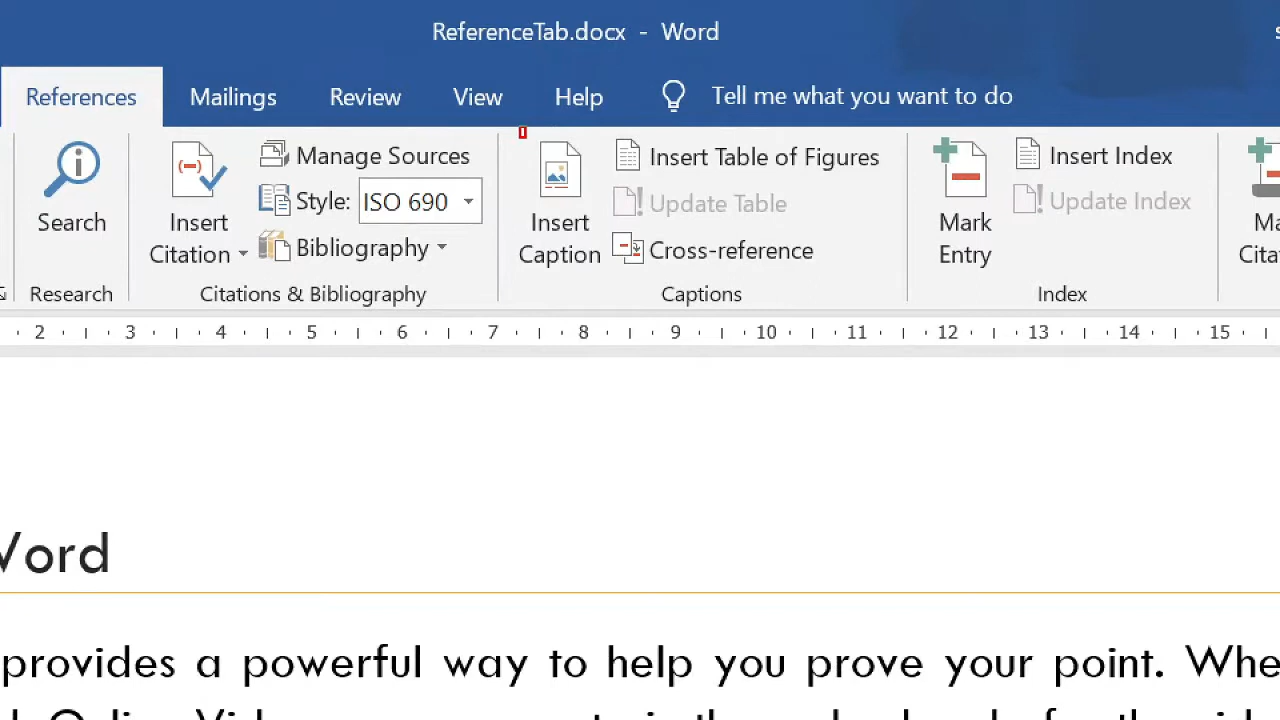 ReferenceTab.docx - Word
References Mailings Review View Help Tell me what you want to do
Search
Research
Insert Citation
Manage Sources
Style: ISO 690
Bibliography
Citations & Bibliography
Insert Caption
Insert Table of Figures
Update Table
Cross-reference
Captions
Mark Entry
Insert Index
Update Index
Index
2 3 4 5 6 7 8 9 10 11 12 13 14 15
Word
provides a powerful way to help you prove your point.